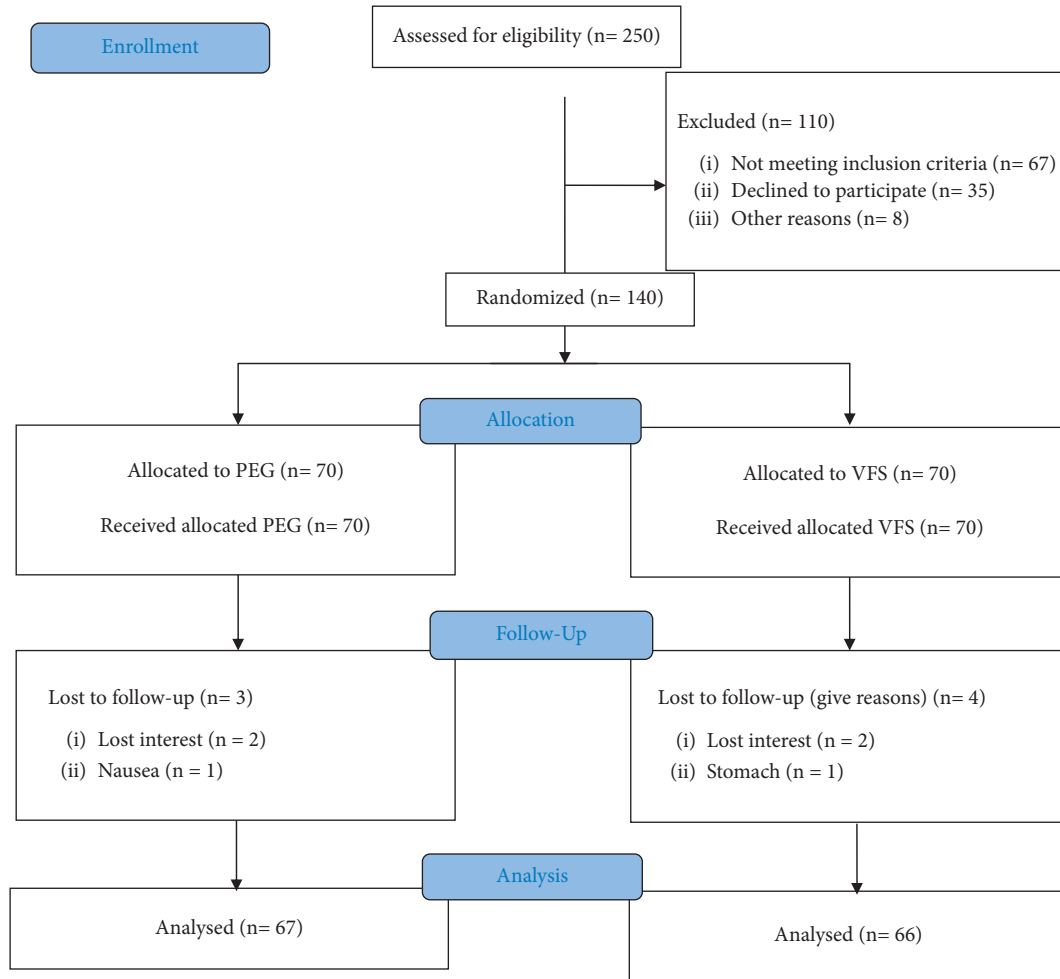 Enrollment
Assessed for eligibility (n= 250)
Excluded (n= 110)
(i) Not meeting inclusion criteria (n= 67)
(ii) Declined to participate (n= 35)
(iii) Other reasons (n= 8)
Randomized (n= 140)
Allocation
Allocated to PEG (n= 70)
Received allocated PEG (n= 70)
Allocated to VFS (n= 70)
Received allocated VFS (n= 70)
Follow-Up
Lost to follow-up (n= 3)
(i) Lost interest (n = 2)
(ii) Nausea (n = 1)
Lost to follow-up (give reasons) (n= 4)
(i) Lost interest (n = 2)
(ii) Stomach (n = 1)
Analysis
Analysed (n= 67)
Analysed (n= 66)